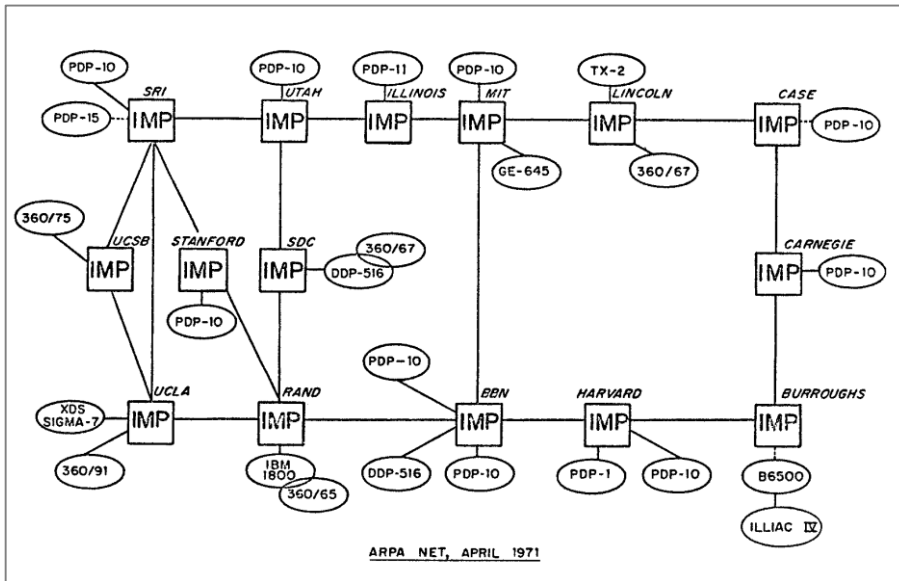 PDP-10
PDP-10
PDP-11
PDP-10
TX-2
SRI
UTAH
ILLINOIS
MIT
LINCOLN
CASE
PDP-15
IMP
IMP
IMP
IMP
IMP
IMP
PDP-10
GE-645
360/67
360/75
UCSB
STANFORD
SDC
360/67
CARNEGIE
IMP
IMP
IMP
DDP-516
IMP
PDP-10
PDP-10
PDP-10
UCLA
RAND
BBN
HARVARD
BURROUGHS
XDS
SIGMA-7
IMP
IMP
IMP
IMP
IMP
360/91
IBM
1800
360/65
DDP-516
PDP-10
PDP-1
PDP-10
B6500
ILLIAC IV
ARPA NET, APRIL 1971